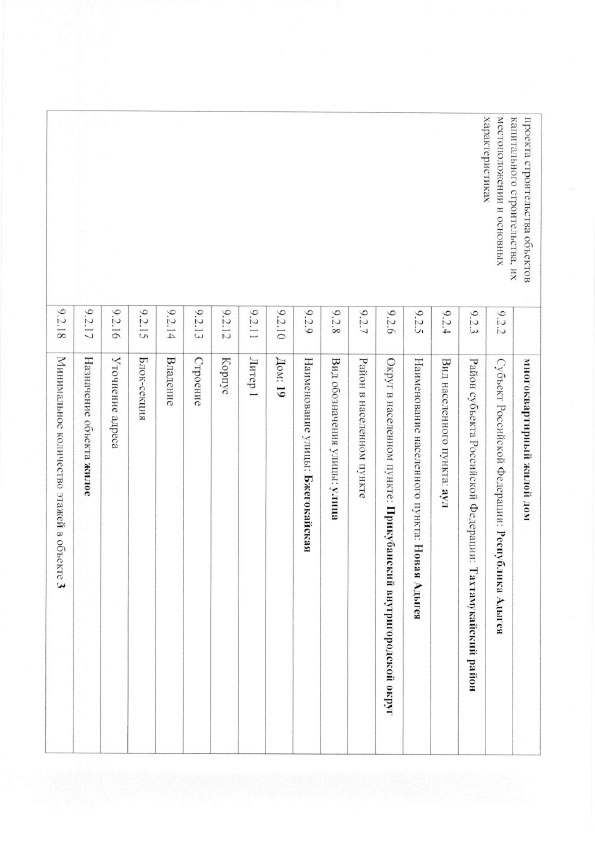 проекта строительства объектов
капитального строительства, их
местоположении и основных
характеристиках
многоквартирный жилой дом
9.2.2 Субъект Российской Федерации: Республика Адыгея
9.2.3 Район субъекта Российской Федерации: Тахтамукайский район
9.2.4 Вид населенного пункта: аул
9.2.5 Наименование населенного пункта: Новая Адыгея
9.2.6 Округ в населенном пункте: Прикубанский внутригородской округ
9.2.7 Район в населенном пункте
9.2.8 Вид обозначения улицы: улица
9.2.9 Наименование улицы: Бжегокайская
9.2.10 Дом: 19
9.2.11 Литер 1
9.2.12 Корпус
9.2.13 Строение
9.2.14 Владение
9.2.15 Блок-секция
9.2.16 Уточнение адреса
9.2.17 Назначение объекта жилое
9.2.18 Минимальное количество этажей в объекте 3